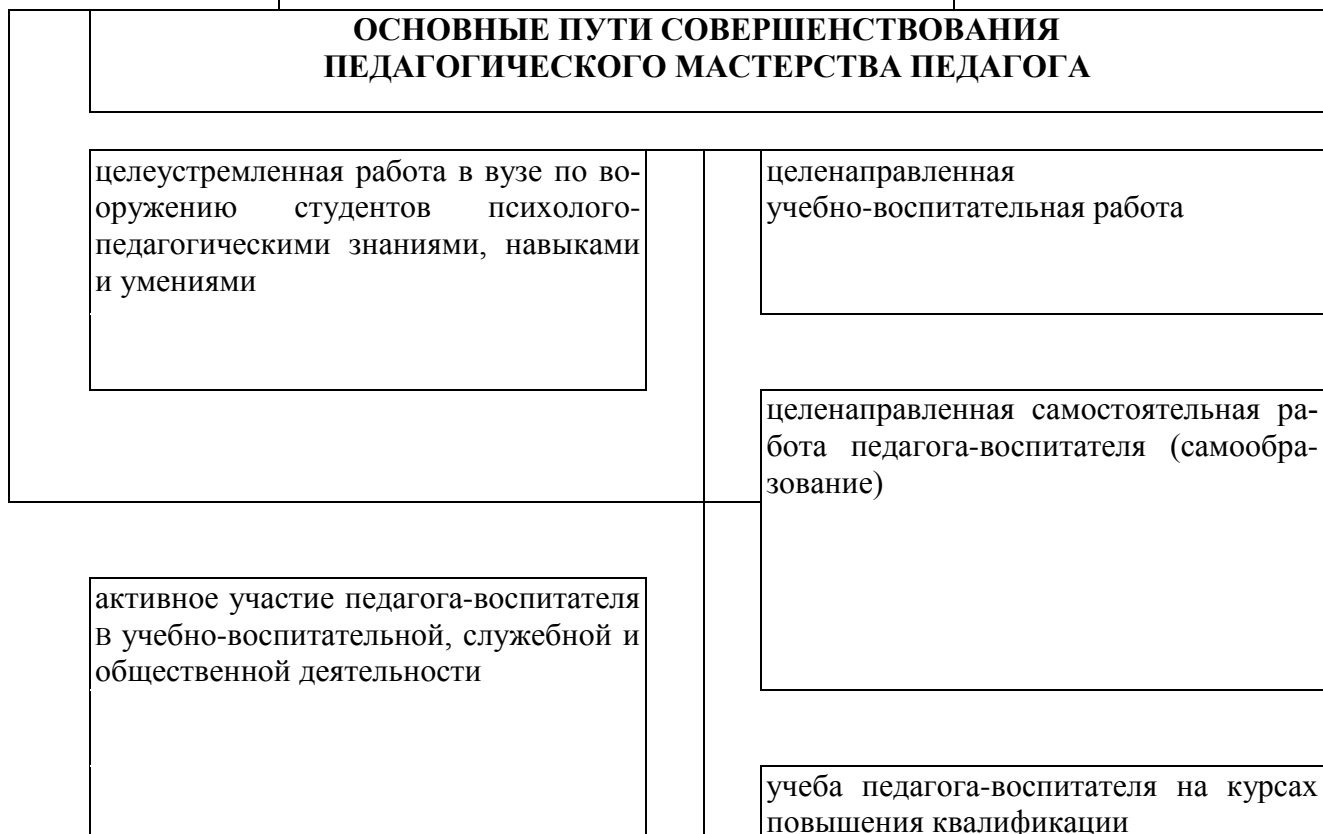 ОСНОВНЫЕ ПУТИ СОВЕРШЕНСТВОВАНИЯ
ПЕДАГОГИЧЕСКОГО МАСТЕРСТВА ПЕДАГОГА
целеустремленная работа в вузе по во-
оружению студентов психолого-
педагогическими знаниями, навыками
и умениями
целенаправленная
учебно-воспитательная работа
целенаправленная самостоятельная ра-
бота педагога-воспитателя (самообра-
зование)
активное участие педагога-воспитателя
В учебно-воспитательной, служебной и
общественной деятельности
учеба педагога-воспитателя на курсах
повышения квалификации